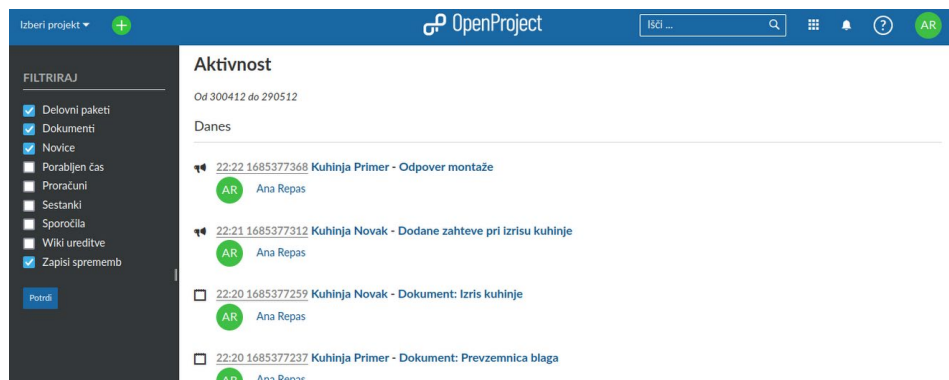 Izberi projekt
OpenProject
Išči ...
AR
FILTRIRAJ
Delovni paketi
Dokumenti
Novice
Porabljen čas
Proračuni
Sestanki
Sporočila
Wiki ureditve
Zapisi sprememb
Potrdi
Aktivnost
Od 300412 do 290512
Danes
22:22 1685377368 Kuhinja Primer - Odpover montaže
AR Ana Repas
22:21 1685377312 Kuhinja Novak - Dodane zahteve pri izrisu kuhinje
AR Ana Repas
22:20 1685377259 Kuhinja Novak - Dokument: Izris kuhinje
AR Ana Repas
22:20 1685377237 Kuhinja Primer - Dokument: Prevzemnica blaga
AR Ana Repas